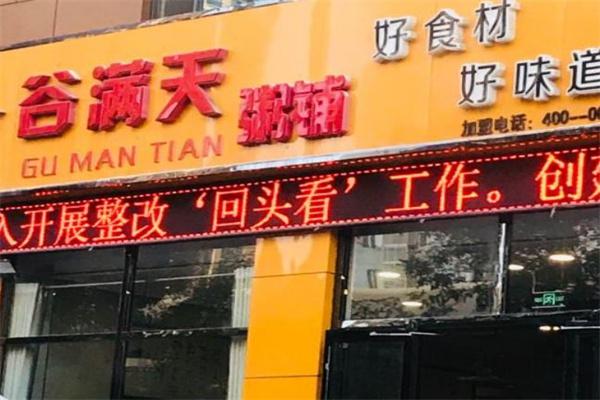 谷满天粥铺
GU MAN TIAN
好食材
好味道
加盟电话：400--0
入开展整改‘回头看’工作。创